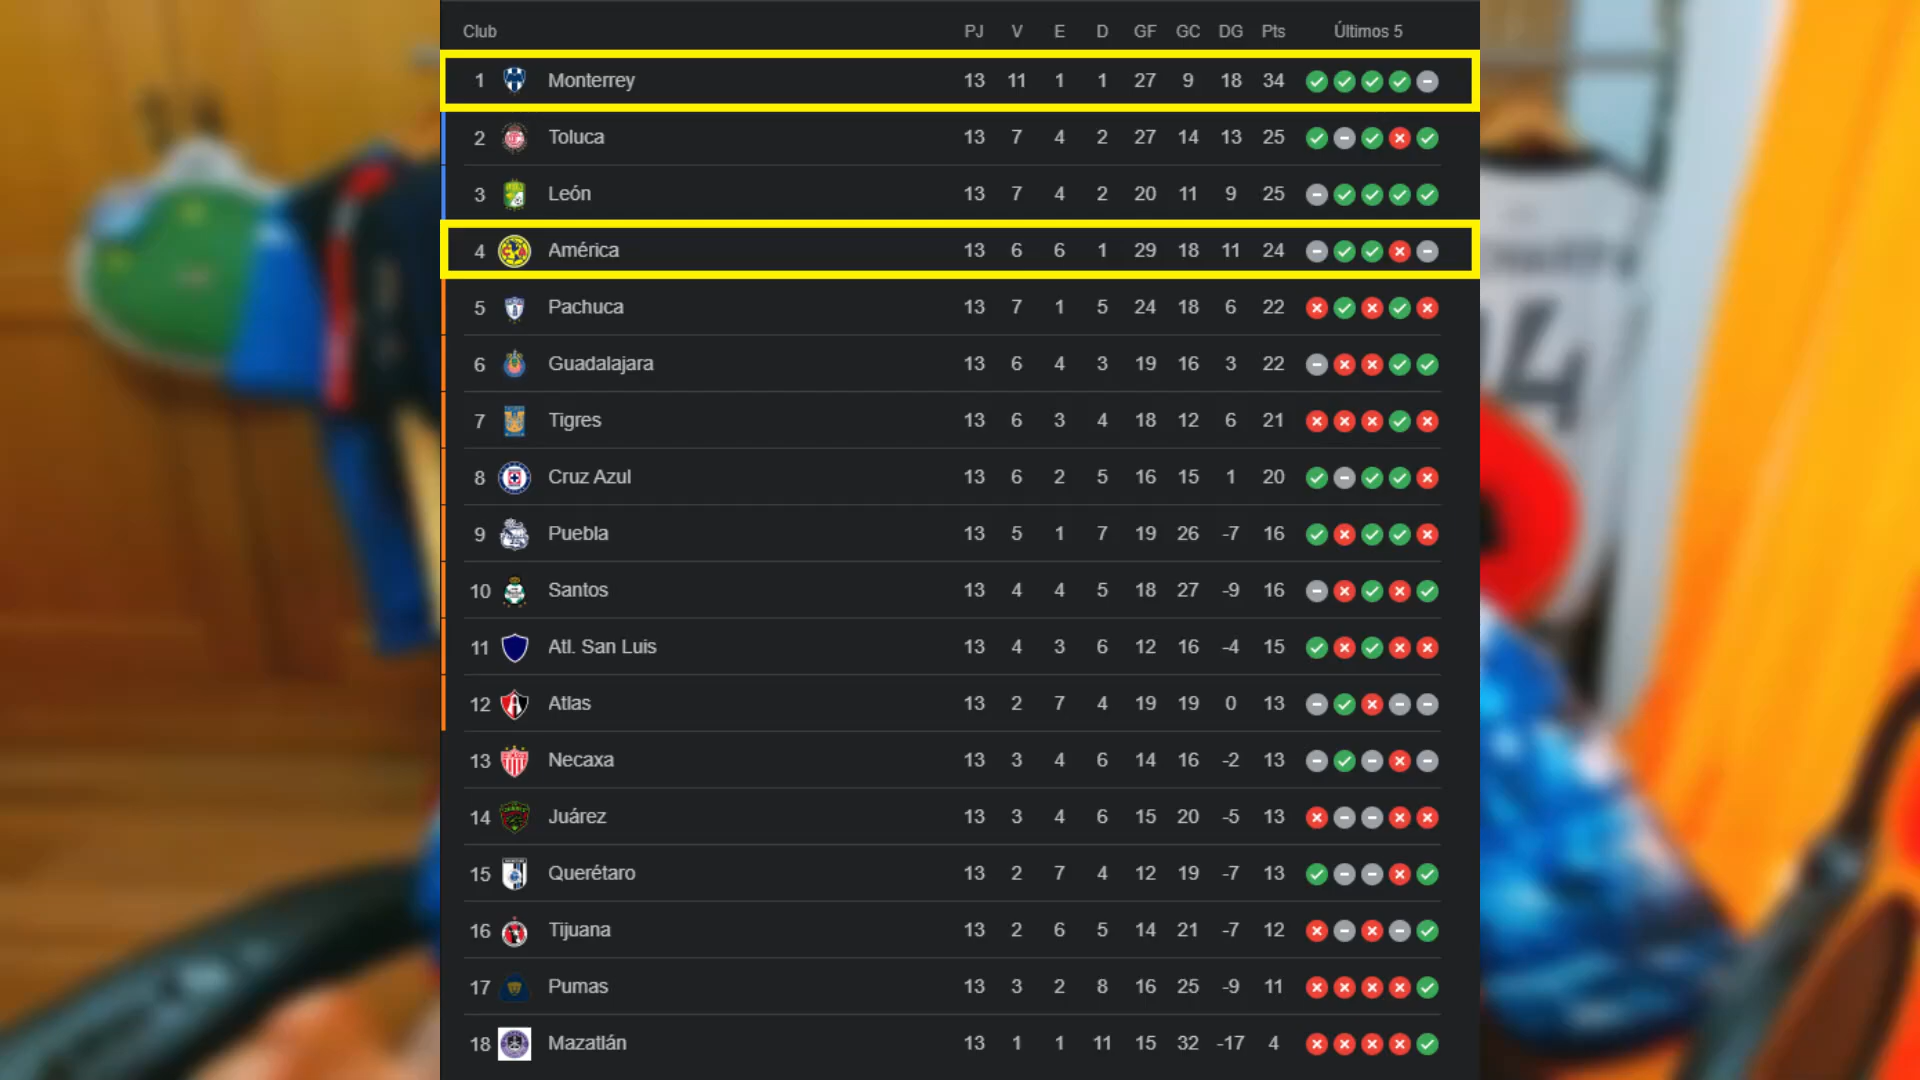 Club PJ V E D GF GC DG Pts Últimos 5
1 Monterrey 13 11 1 1 27 9 18 34
2 Toluca 13 7 4 2 27 14 13 25
3 León 13 7 4 2 20 11 9 25
4 América 13 6 6 1 29 18 11 24
5 Pachuca 13 7 1 5 24 18 6 22
6 Guadalajara 13 6 4 3 19 16 3 22
7 Tigres 13 6 3 4 18 12 6 21
8 Cruz Azul 13 6 2 5 16 15 1 20
9 Puebla 13 5 1 7 19 26 -7 16
10 Santos 13 4 4 5 18 27 -9 16
11 Atl. San Luis 13 4 3 6 12 16 -4 15
12 Atlas 13 2 7 4 19 19 0 13
13 Necaxa 13 3 4 6 14 16 -2 13
14 Juárez 13 3 4 6 15 20 -5 13
15 Querétaro 13 2 7 4 12 19 -7 13
16 Tijuana 13 2 6 5 14 21 -7 12
17 Pumas 13 3 2 8 16 25 -9 11
18 Mazatlán 13 1 1 11 15 32 -17 4